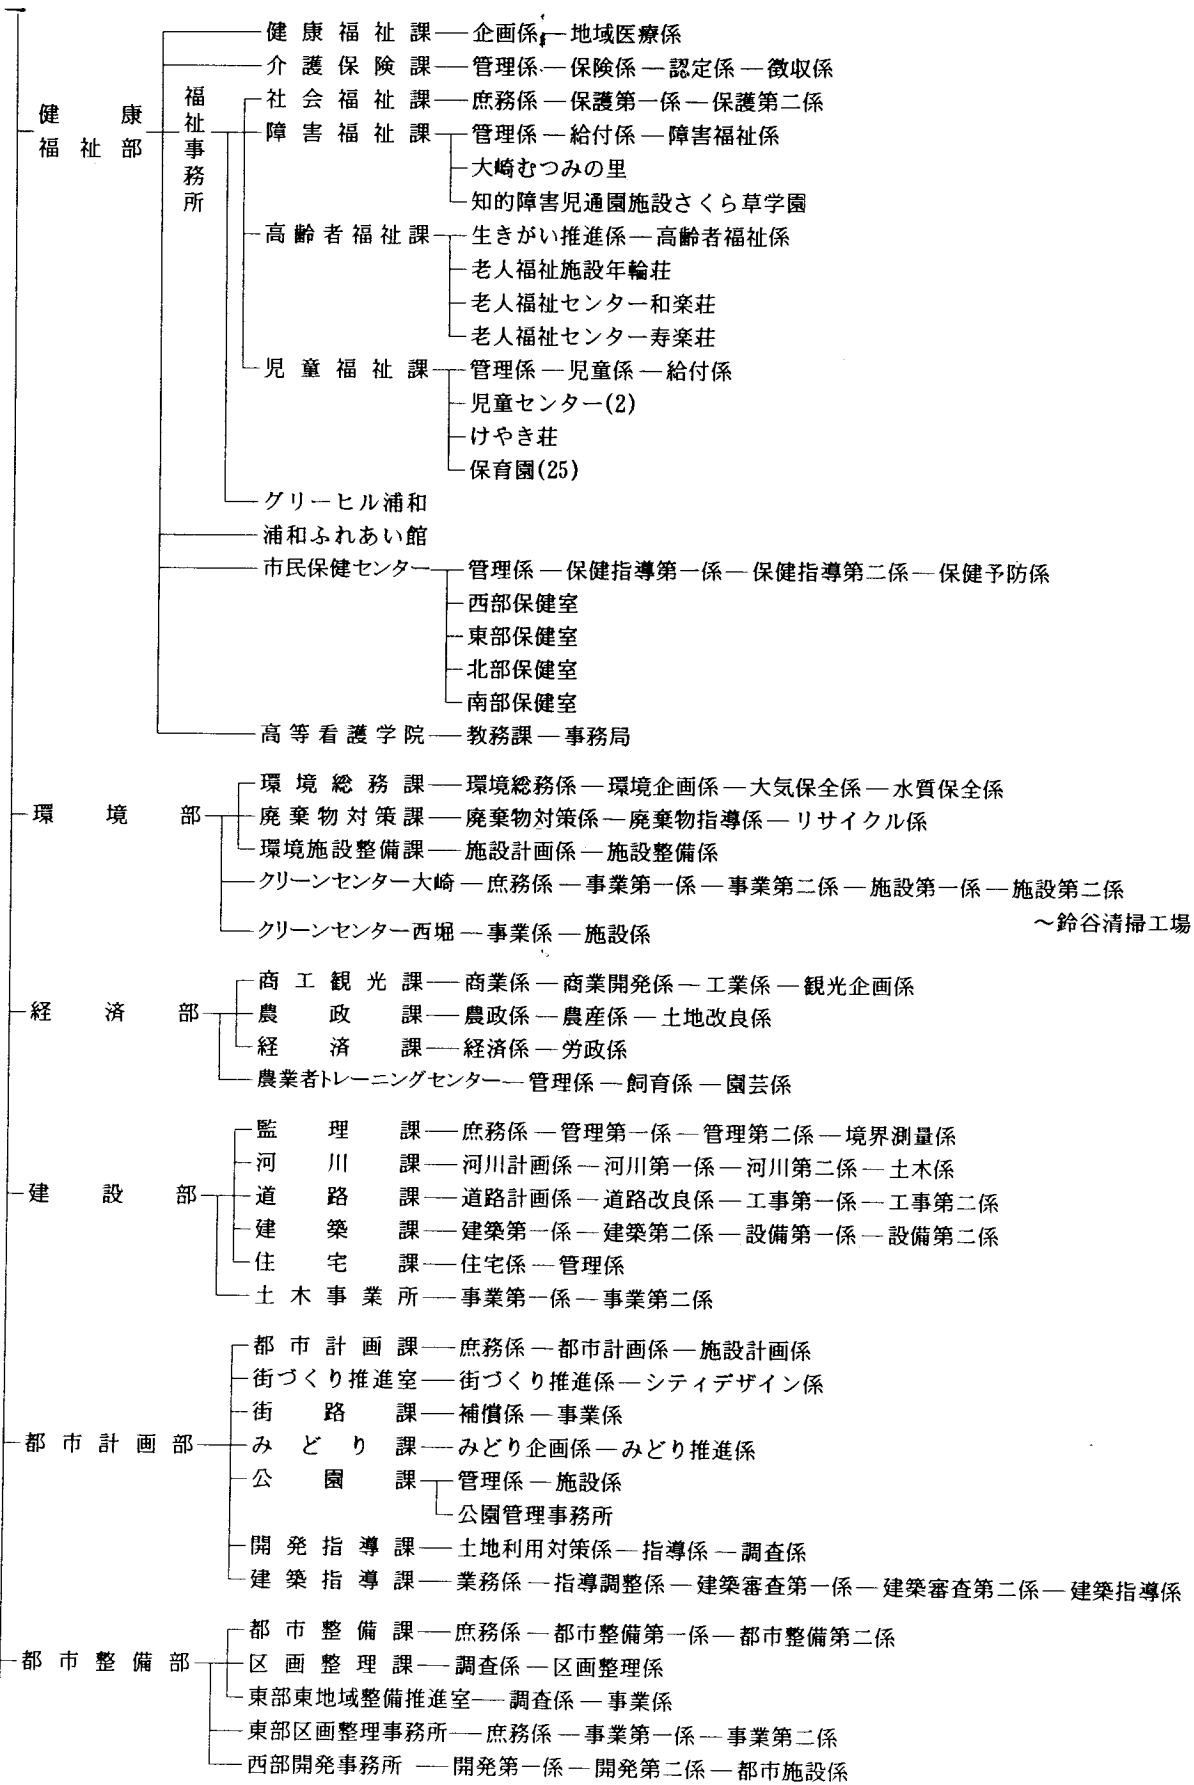 健康福祉課―企画係―地域医療係
介護保険課―管理係―保険係―認定係―徴収係
健康福祉部
福祉事務所
社会福祉課―庶務係―保護第一係―保護第二係
障害福祉課―管理係―給付係―障害福祉係
大崎むつみの里
知的障害児通園施設さくら草学園
高齢者福祉課―生きがい推進係―高齢者福祉係
老人福祉施設年輪荘
老人福祉センター和楽荘
老人福祉センター寿楽荘
児童福祉課―管理係―児童係―給付係
児童センター(2)
けやき荘
保育園(25)
グリーヒル浦和
浦和ふれあい館
市民保健センター―管理係―保健指導第一係―保健指導第二係―保健予防係
西部保健室
東部保健室
北部保健室
南部保健室
高等看護学院―教務課―事務局
環境部
環境総務課―環境総務係―環境企画係―大気保全係―水質保全係
廃棄物対策課―廃棄物対策係―廃棄物指導係―リサイクル係
環境施設整備課―施設計画係―施設整備係
クリーンセンター大崎―庶務係―事業第一係―事業第二係―施設第一係―施設第二係
～鈴谷清掃工場
クリーンセンター西堀―事業係―施設係
経済部
商工観光課―商業係―商業開発係―工業係―観光企画係
農政課―農政係―農産係―土地改良係
経済課―経済係―労政係
農業者トレーニングセンター―管理係―飼育係―園芸係
建設部
監理課―庶務係―管理第一係―管理第二係―境界測量係
河川課―河川計画係―河川第一係―河川第二係―土木係
道路課―道路計画係―道路改良係―工事第一係―工事第二係
建築課―建築第一係―建築第二係―設備第一係―設備第二係
住宅課―住宅係―管理係
土木事業所―事業第一係―事業第二係
都市計画部
都市計画課―庶務係―都市計画係―施設計画係
街づくり推進室―街づくり推進係―シティデザイン係
街路課―補償係―事業係
みどり課―みどり企画係―みどり推進係
公園課―管理係―施設係
公園管理事務所
開発指導課―土地利用対策係―指導係―調査係
建築指導課―業務係―指導調整係―建築審査第一係―建築審査第二係―建築指導係
都市整備部
都市整備課―庶務係―都市整備第一係―都市整備第二係
区画整理課―調査係―区画整理係
東部東地域整備推進室―調査係―事業係
東部区画整理事務所―庶務係―事業第一係―事業第二係
西部開発事務所―開発第一係―開発第二係―都市施設係